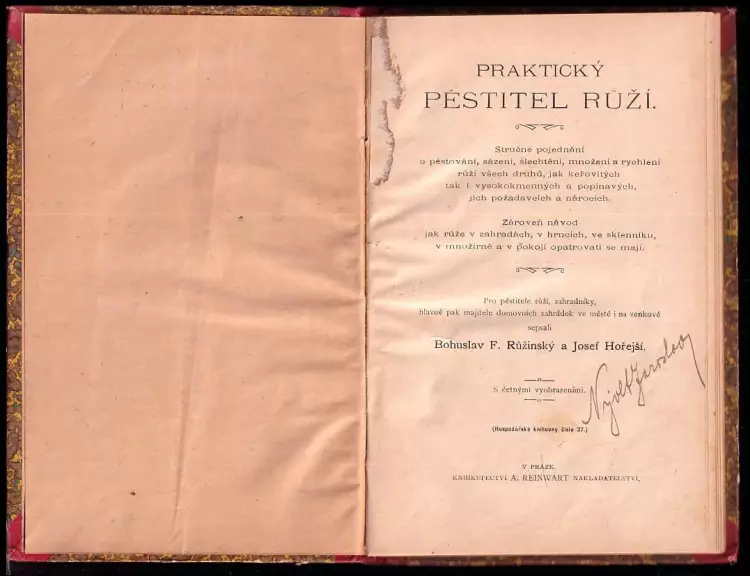 PRAKTICKÝ
PĚSTITEL RŮŽÍ.
Stručné pojednání
o pěstování, sázení, šlechtění, množení a rychlení
růží všech druhů, jak keřovitých
tak i vysokokmenných a popínavých,
jich požadavcích a nárocích.
Zároveň návod
jak růže v zahradách, v hrncích, ve skleníku,
v množírně a v pokoji opatrovati se mají.
Pro pěstitele růží, zahradníky,
hlavně pak majitele domovních zahrádek ve městě i na venkově
sepsali
Bohuslav F. Růžinský a Josef Hořejší.
S četnými vyobrazeními.
(Hospodářské knihovny číslo 37.)
V PRAZE.
KNIHKUPECTVÍ A. REINWART NAKLADATELSTVÍ.